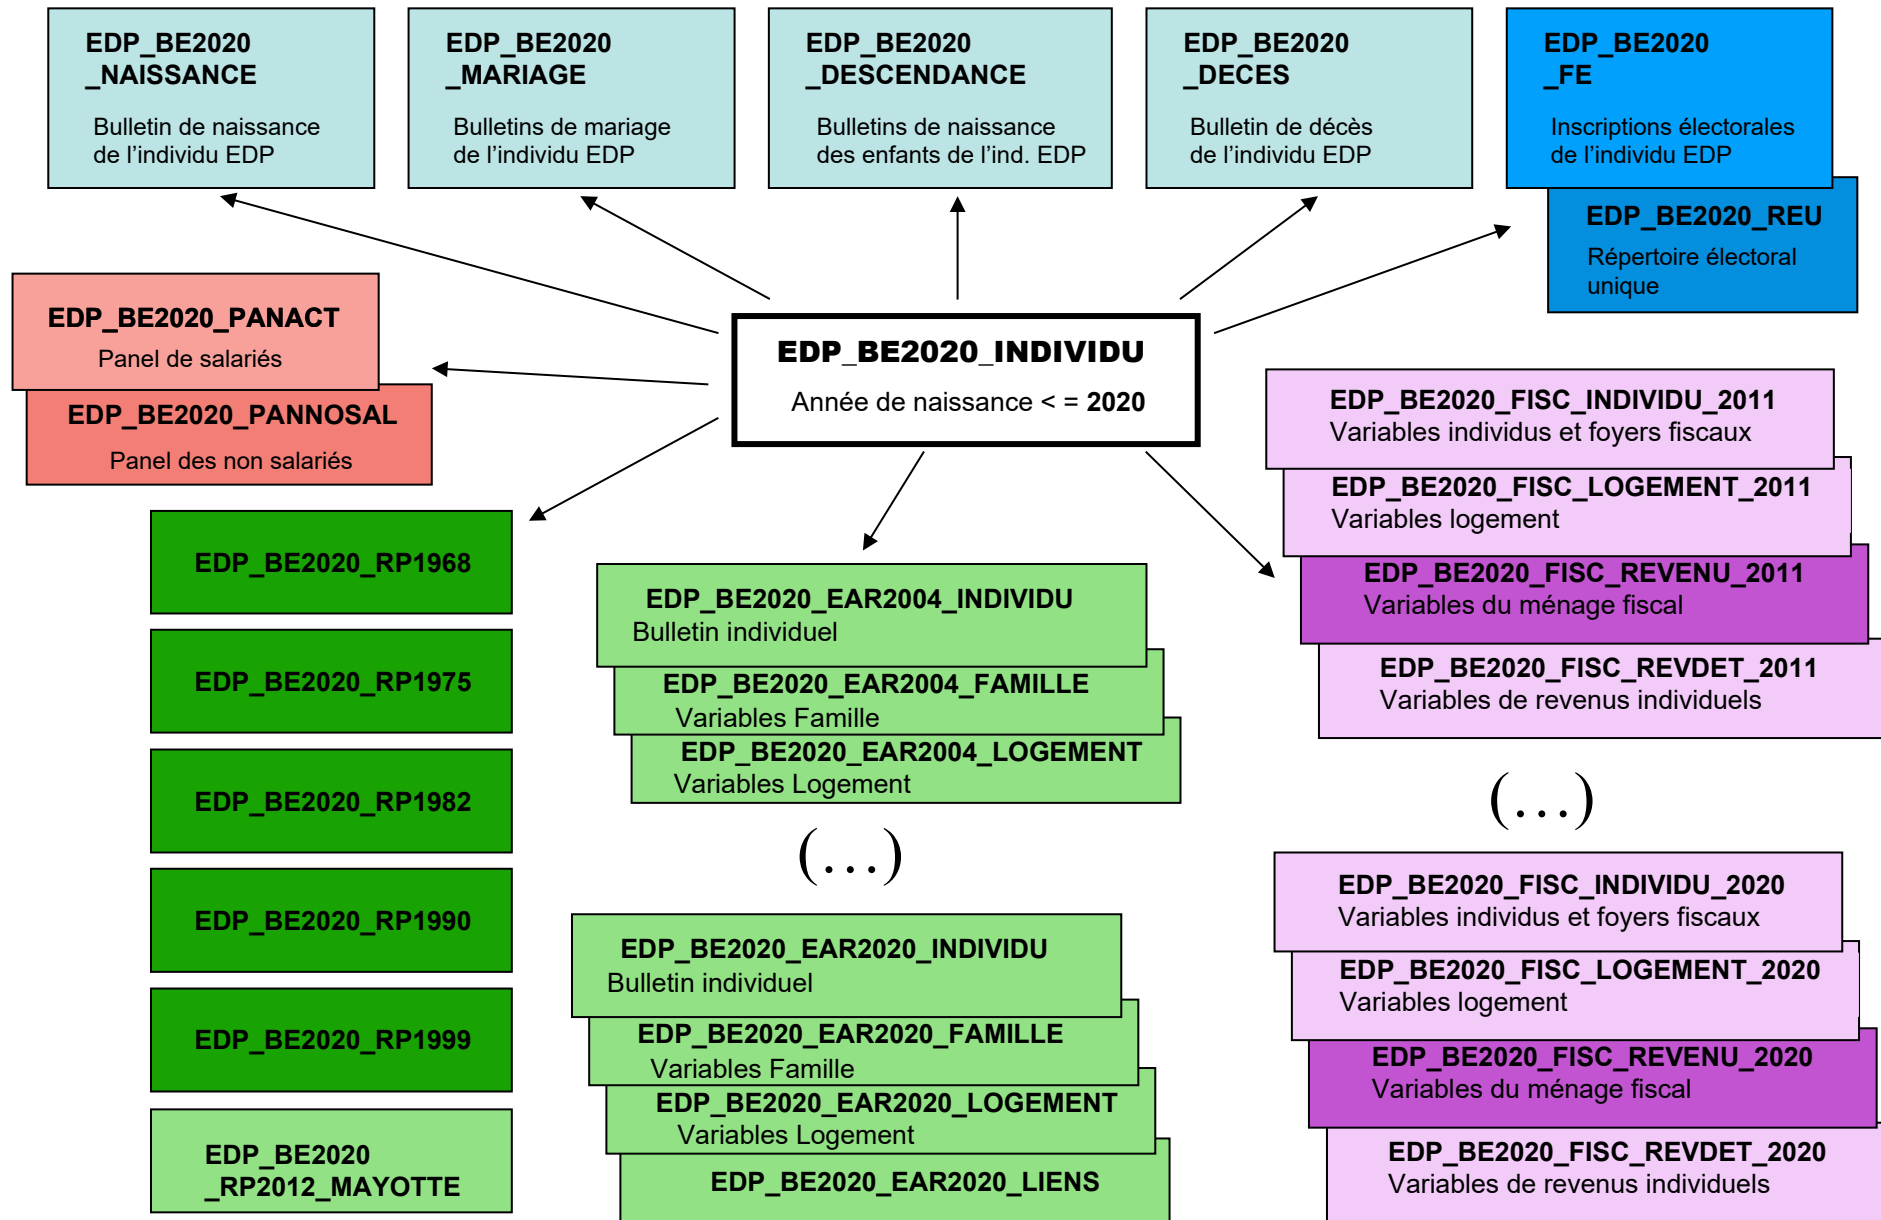 EDP_BE2020
_NAISSANCE
Bulletin de naissance
de l'individu EDP
EDP_BE2020
_MARIAGE
Bulletins de mariage
de l'individu EDP
EDP_BE2020
_DESCENDANCE
Bulletins de naissance
des enfants de l'ind. EDP
EDP_BE2020
_DECES
Bulletin de décès
de l'individu EDP
EDP_BE2020
_FE
Inscriptions électorales
de l'individu EDP
EDP_BE2020_REU
Répertoire électoral
unique
EDP_BE2020_PANACT
Panel de salariés
EDP_BE2020_PANNOSAL
Panel des non salariés
EDP_BE2020_INDIVIDU
Année de naissance < = 2020
EDP_BE2020_RP1968
EDP_BE2020_RP1975
EDP_BE2020_RP1982
EDP_BE2020_RP1990
EDP_BE2020_RP1999
EDP_BE2020
_RP2012_MAYOTTE
EDP_BE2020_EAR2004_INDIVIDU
Bulletin individuel
EDP_BE2020_EAR2004_FAMILLE
Variables Famille
EDP_BE2020_EAR2004_LOGEMENT
Variables Logement
(...)
EDP_BE2020_EAR2020_INDIVIDU
Bulletin individuel
EDP_BE2020_EAR2020_FAMILLE
Variables Famille
EDP_BE2020_EAR2020_LOGEMENT
Variables Logement
EDP_BE2020_EAR2020_LIENS
EDP_BE2020_FISC_INDIVIDU_2011
Variables individus et foyers fiscaux
EDP_BE2020_FISC_LOGEMENT_2011
Variables logement
EDP_BE2020_FISC_REVENU_2011
Variables du ménage fiscal
EDP_BE2020_FISC_REVDET_2011
Variables de revenus individuels
(...)
EDP_BE2020_FISC_INDIVIDU_2020
Variables individus et foyers fiscaux
EDP_BE2020_FISC_LOGEMENT_2020
Variables logement
EDP_BE2020_FISC_REVENU_2020
Variables du ménage fiscal
EDP_BE2020_FISC_REVDET_2020
Variables de revenus individuels